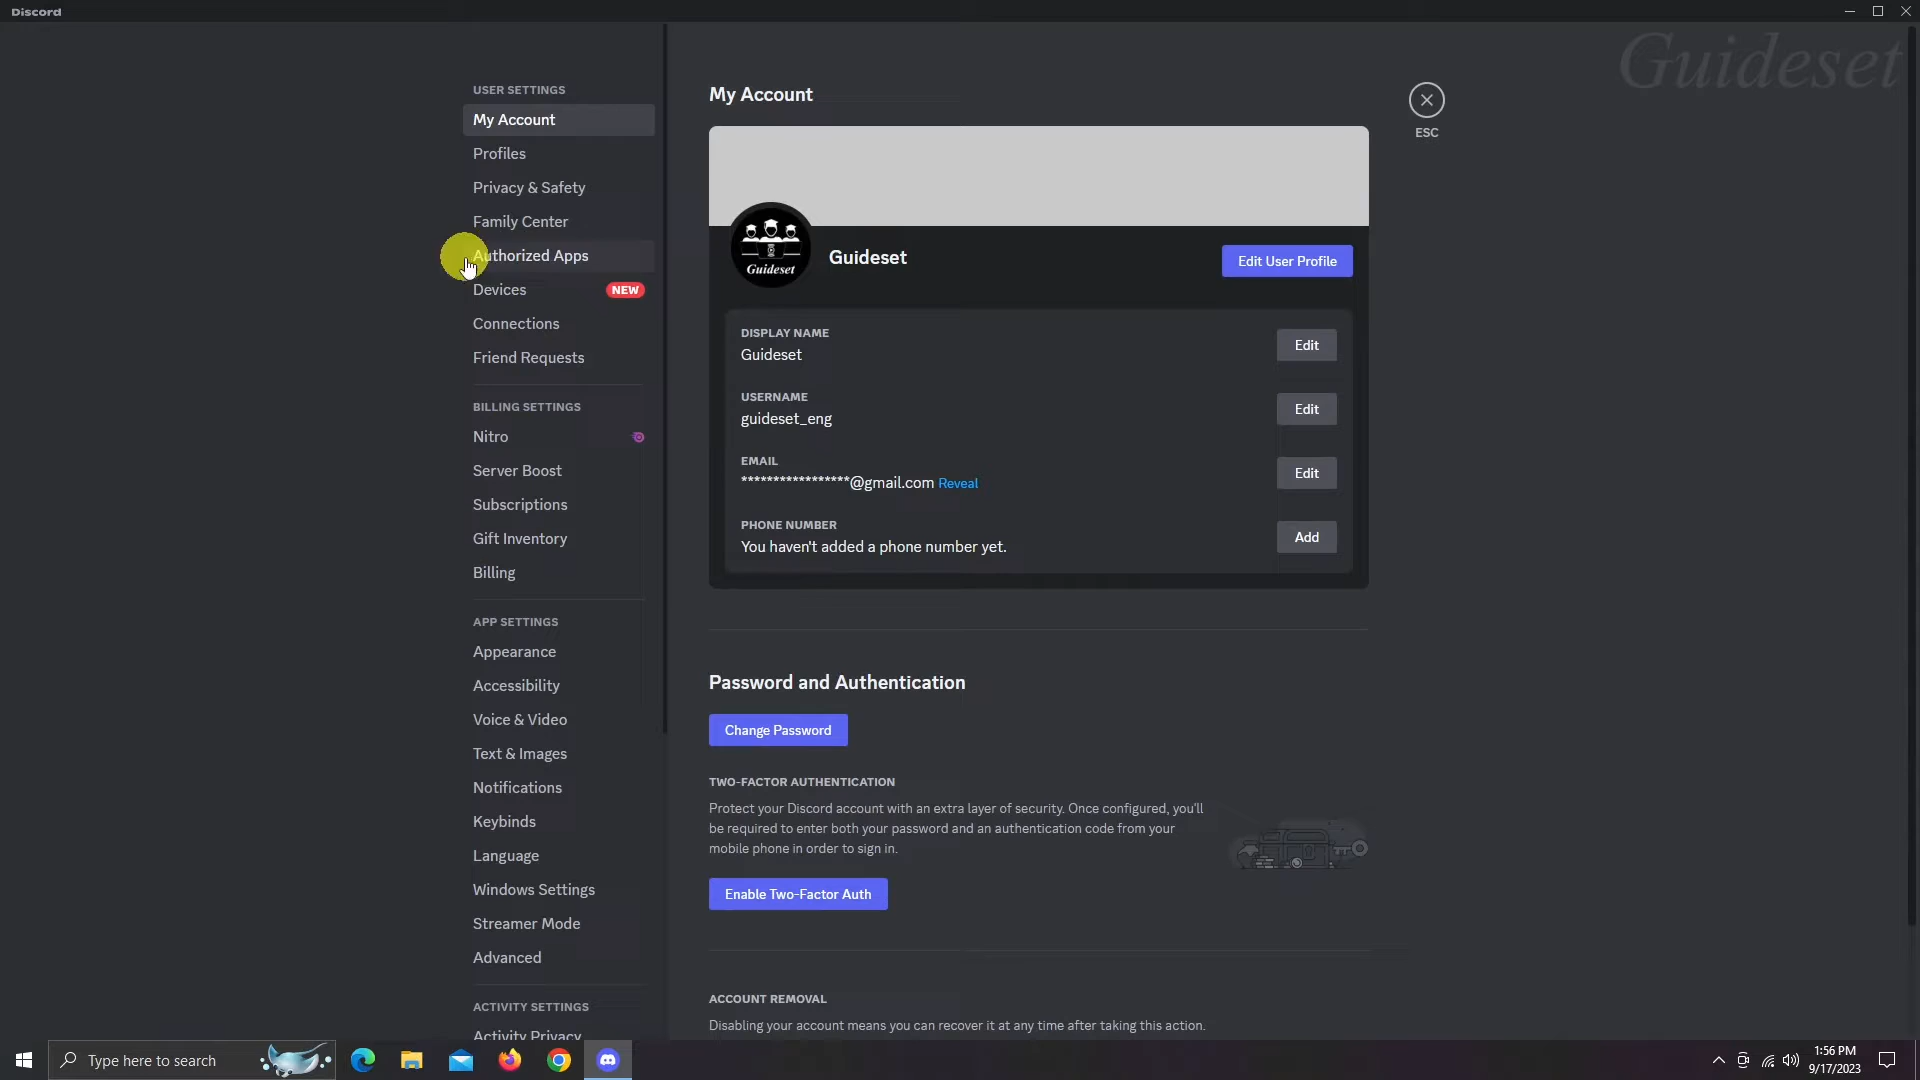 Discord
Guideset
USER SETTINGS
My Account
Profiles
Privacy & Safety
Family Center
Authorized Apps
Devices NEW
Connections
Friend Requests
BILLING SETTINGS
Nitro
Server Boost
Subscriptions
Gift Inventory
Billing
APP SETTINGS
Appearance
Accessibility
Voice & Video
Text & Images
Notifications
Keybinds
Language
Windows Settings
Streamer Mode
Advanced
ACTIVITY SETTINGS
Activity Privacy
My Account
ESC
Guideset
Guideset
Edit User Profile
DISPLAY NAME
Guideset
Edit
USERNAME
guideset_eng
Edit
EMAIL
*****************@gmail.com Reveal
Edit
PHONE NUMBER
You haven't added a phone number yet.
Add
Password and Authentication
Change Password
TWO-FACTOR AUTHENTICATION
Protect your Discord account with an extra layer of security. Once configured, you'll
be required to enter both your password and an authentication code from your
mobile phone in order to sign in.
Enable Two-Factor Auth
ACCOUNT REMOVAL
Disabling your account means you can recover it at any time after taking this action.
Type here to search
1:56 PM
9/17/2023